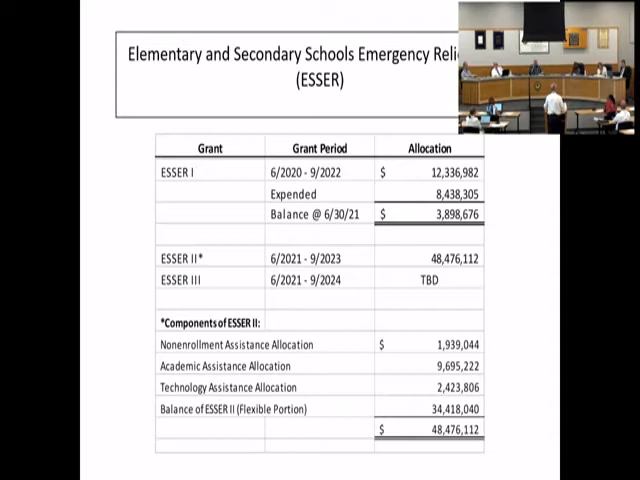 Elementary and Secondary Schools Emergency
(ESSER)
Grant Grant Period Allocation
ESSER I 6/2020 - 9/2022 $ 12,336,982
Expended 8,438,305
Balance @ 6/30/21 $ 3,898,676
ESSER II* 6/2021 - 9/2023 48,476,112
ESSER III 6/2021 - 9/2024 TBD
*Components of ESSER II:
Nonenrollment Assistance Allocation $ 1,939,044
Academic Assistance Allocation 9,695,222
Technology Assistance Allocation 2,423,806
Balance of ESSER II (Flexible Portion) 34,418,040
$ 48,476,112